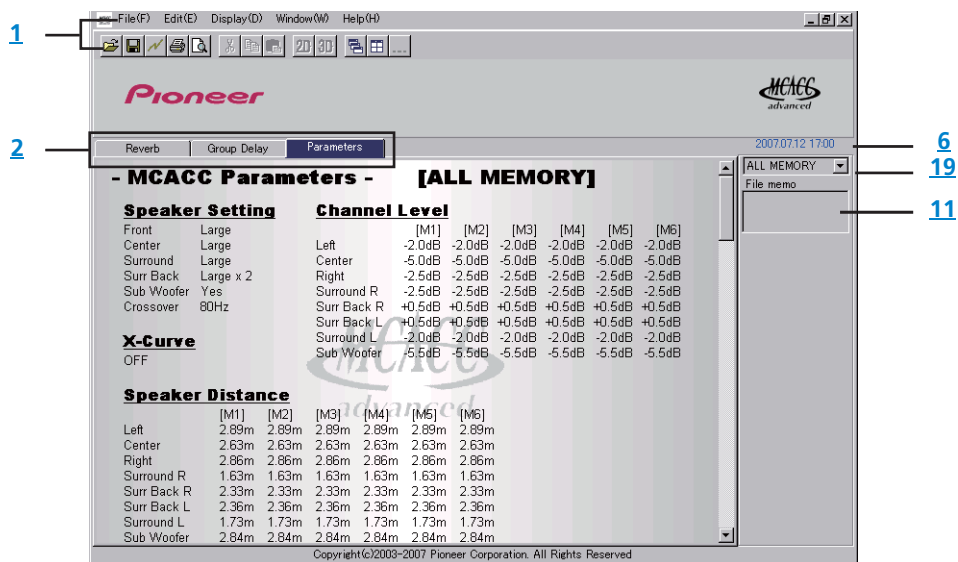 File(F) Edit(E) Display(D) Window(W) Help(H)
1
2D 3D ...
Pioneer
MCACC
advanced
2
Reverb Group Delay Parameters
2007.07.12 17:00
6
- MCACC Parameters - [ALL MEMORY]
ALL MEMORY
19
File memo
11
Speaker Setting
Front Large
Center Large
Surround Large
Surr Back Large x 2
Sub Woofer Yes
Crossover 80Hz
X-Curve
OFF
Channel Level
[M1] [M2] [M3] [M4] [M5] [M6]
Left -2.0dB -2.0dB -2.0dB -2.0dB -2.0dB -2.0dB
Center -5.0dB -5.0dB -5.0dB -5.0dB -5.0dB -5.0dB
Right -2.5dB -2.5dB -2.5dB -2.5dB -2.5dB -2.5dB
Surround R -2.5dB -2.5dB -2.5dB -2.5dB -2.5dB -2.5dB
Surr Back R +0.5dB +0.5dB +0.5dB +0.5dB +0.5dB +0.5dB
Surr Back L +0.5dB +0.5dB +0.5dB +0.5dB +0.5dB +0.5dB
Surround L -2.0dB -2.0dB -2.0dB -2.0dB -2.0dB -2.0dB
Sub Woofer -5.5dB -5.5dB -5.5dB -5.5dB -5.5dB -5.5dB
MCACC
advanced
Speaker Distance
[M1] [M2] [M3] [M4] [M5] [M6]
Left 2.89m 2.89m 2.89m 2.89m 2.89m 2.89m
Center 2.63m 2.63m 2.63m 2.63m 2.63m 2.63m
Right 2.86m 2.86m 2.86m 2.86m 2.86m 2.86m
Surround R 1.63m 1.63m 1.63m 1.63m 1.63m 1.63m
Surr Back R 2.33m 2.33m 2.33m 2.33m 2.33m 2.33m
Surr Back L 2.36m 2.36m 2.36m 2.36m 2.36m 2.36m
Surround L 1.73m 1.73m 1.73m 1.73m 1.73m 1.73m
Sub Woofer 2.84m 2.84m 2.84m 2.84m 2.84m 2.84m
Copyright(c)2003-2007 Pioneer Corporation. All Rights Reserved